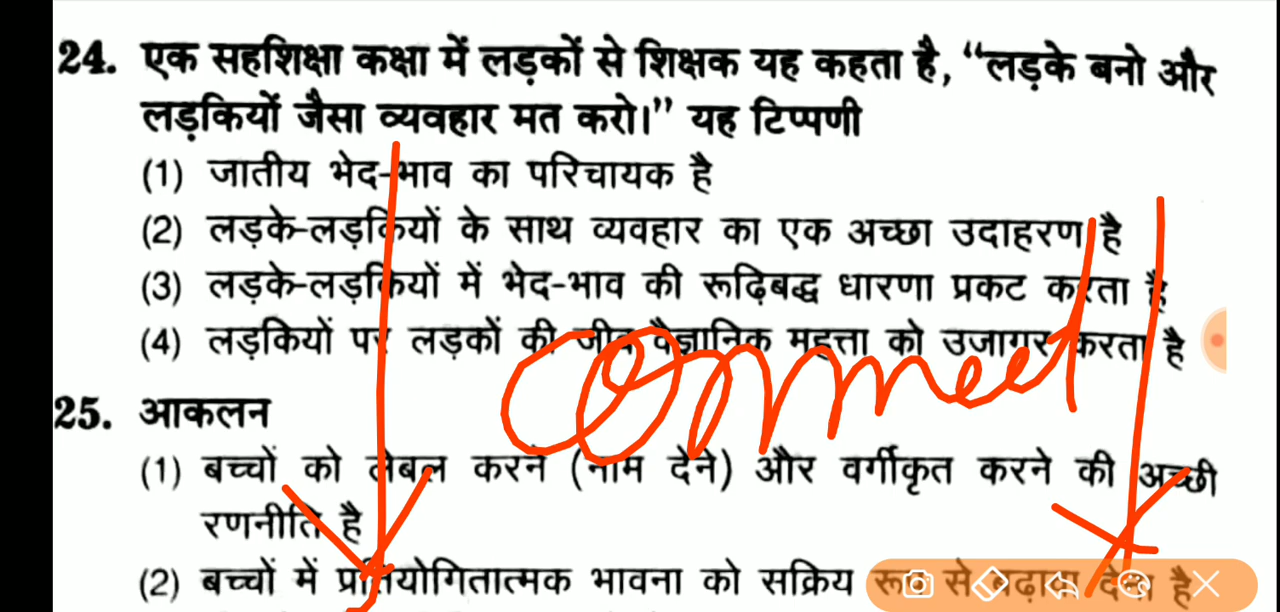 24. एक सहशिक्षा कक्षा में लड़कों से शिक्षक यह कहता है, “लड़के बनो और
लड़कियों जैसा व्यवहार मत करो।” यह टिप्पणी
(1) जातीय भेद-भाव का परिचायक है
(2) लड़के-लड़कियों के साथ व्यवहार का एक अच्छा उदाहरण है
(3) लड़के-लड़कियों में भेद-भाव की रूढ़िबद्ध धारणा प्रकट करता है
(4) लड़कियों पर लड़कों की जीव वैज्ञानिक महत्ता को उजागर करता है
25. आकलन
(1) बच्चों को लेबल करने (नाम देने) और वर्गीकृत करने की अच्छी
रणनीति है
(2) बच्चों में प्रतियोगितात्मक भावना को सक्रिय रूप से बढ़ावा देना है